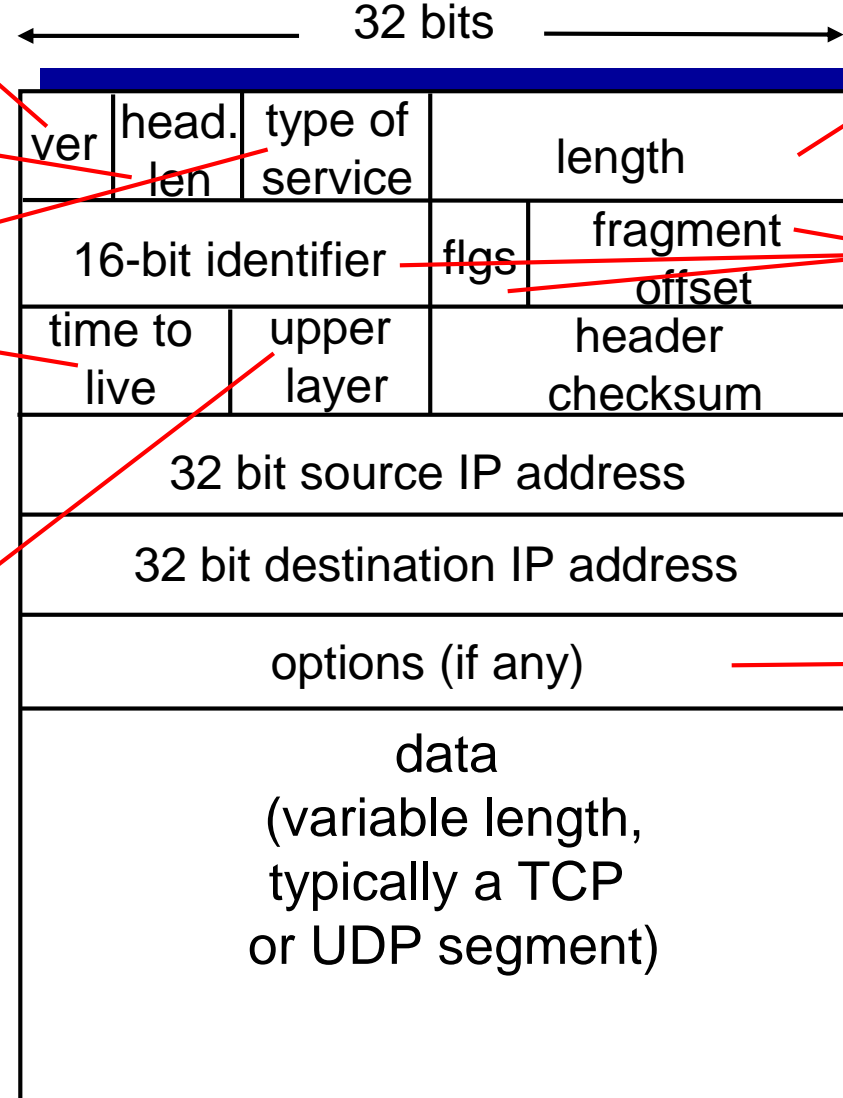 32 bits
ver
head.
len
type of
service
length
16-bit identifier
flgs
fragment
offset
time to
live
upper
layer
header
checksum
32 bit source IP address
32 bit destination IP address
options (if any)
data
(variable length,
typically a TCP
or UDP segment)